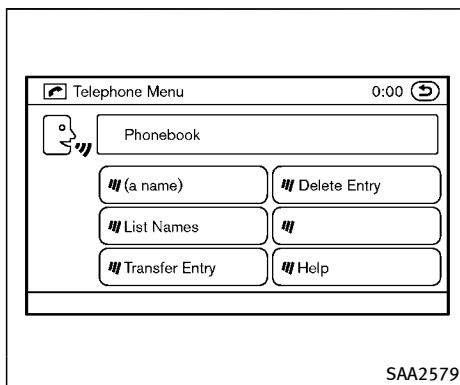 Telephone Menu 0:00
Phonebook
(a name) Delete Entry
List Names
Transfer Entry Help
SAA2579